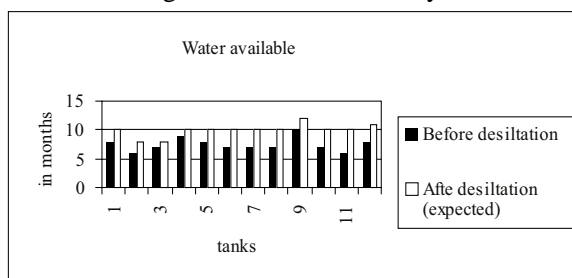 Water available
15
10
5
0
in months
1 3 5 7 9 11
tanks
Before desiltation
Afte desiltation
(expected)